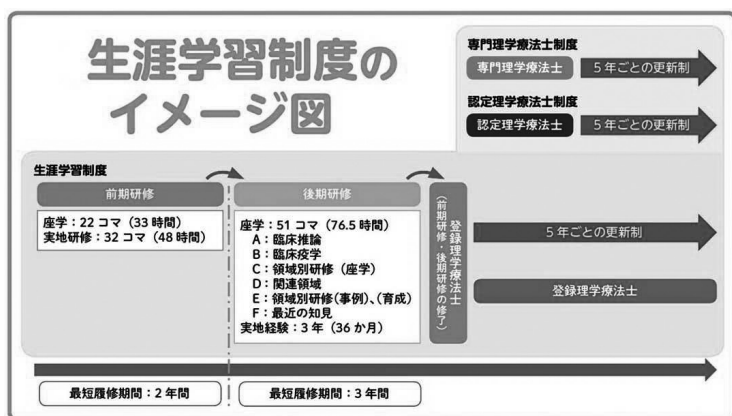 生涯学習制度の
イメージ図
専門理学療法士制度
専門理学療法士
5年ごとの更新制
認定理学療法士制度
認定理学療法士
5年ごとの更新制
生涯学習制度
前期研修
座学：22コマ（33時間）
実地研修：32コマ（48時間）
後期研修
座学：51コマ（76.5時間）
A：臨床推論
B：臨床疫学
C：領域別研修（座学）
D：関連領域
E：領域別研修（事例）、（育成）
F：最近の知見
実地経験：3年（36か月）
登録理学療法士
（前期研修・後期研修の修了）
5年ごとの更新制
登録理学療法士
最短履修期間：2年間
最短履修期間：3年間